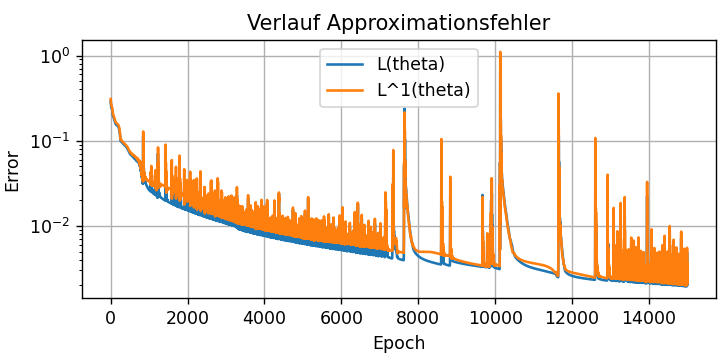 Verlauf Approximationsfehler
L(theta)
L^1(theta)
10^0
10^-1
10^-2
Error
0 2000 4000 6000 8000 10000 12000 14000
Epoch